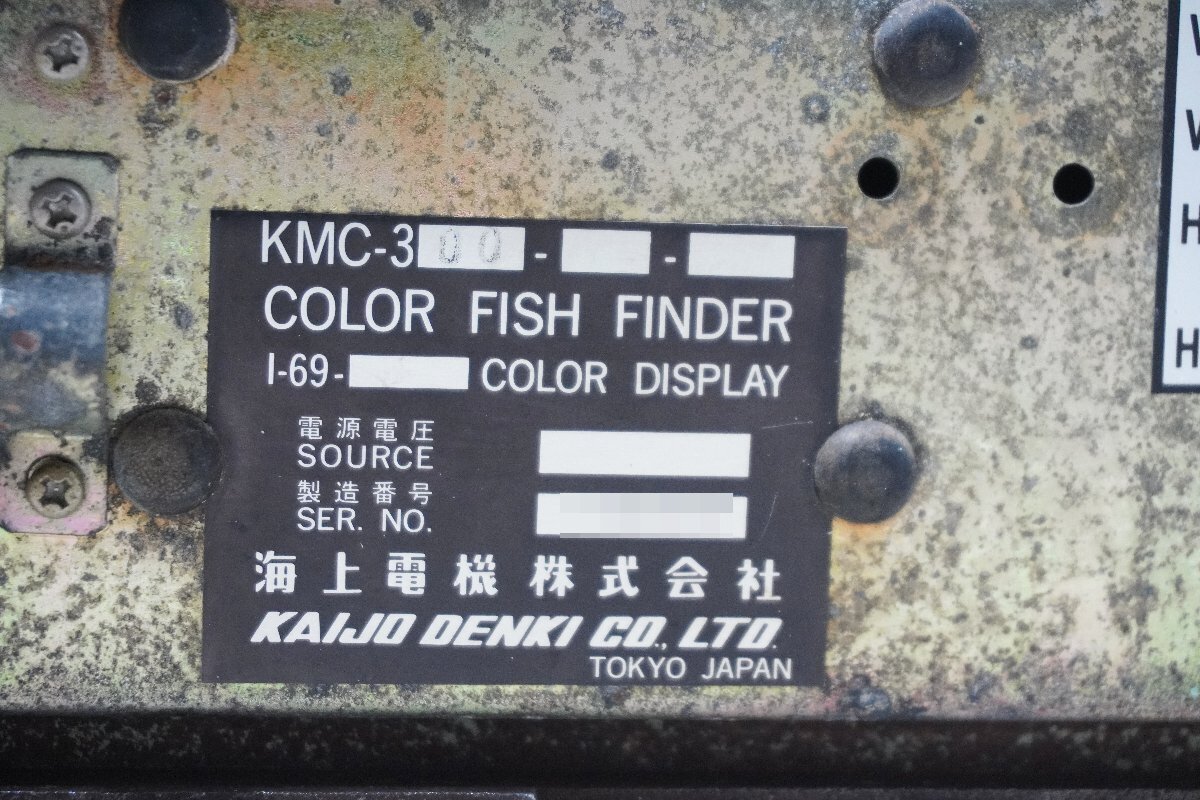 KMC-300 - -
COLOR FISH FINDER
I-69- COLOR DISPLAY
電源電圧
SOURCE
製造番号
SER. NO.
海上電機株式会社
KAIJO DENKI CO., LTD.
TOKYO JAPAN
V
V
H
H